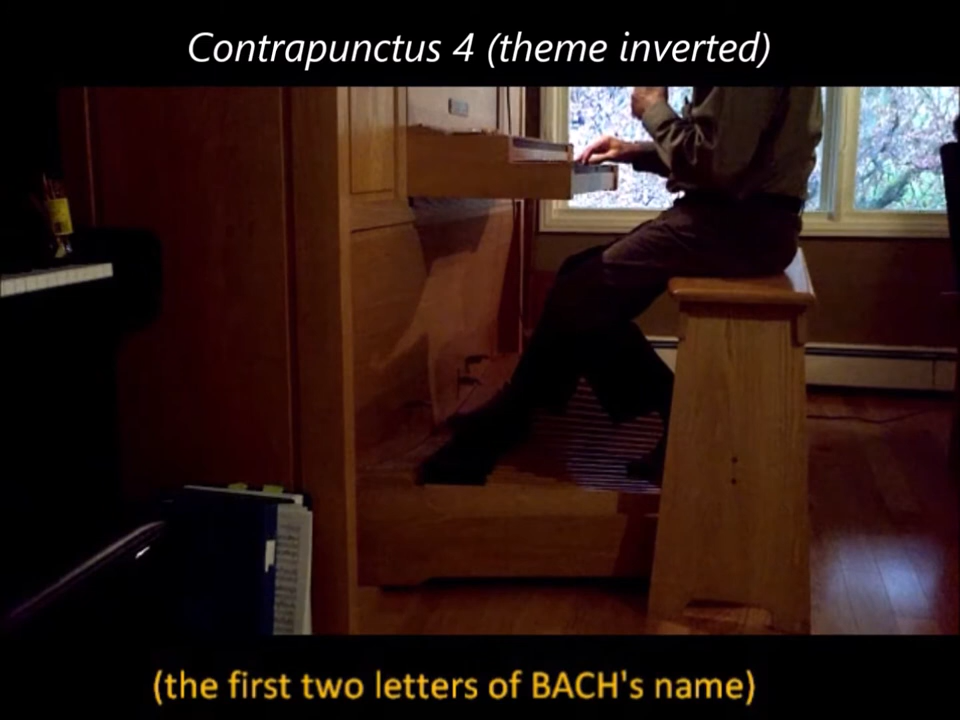 Contrapunctus 4 (theme inverted)
(the first two letters of BACH's name)